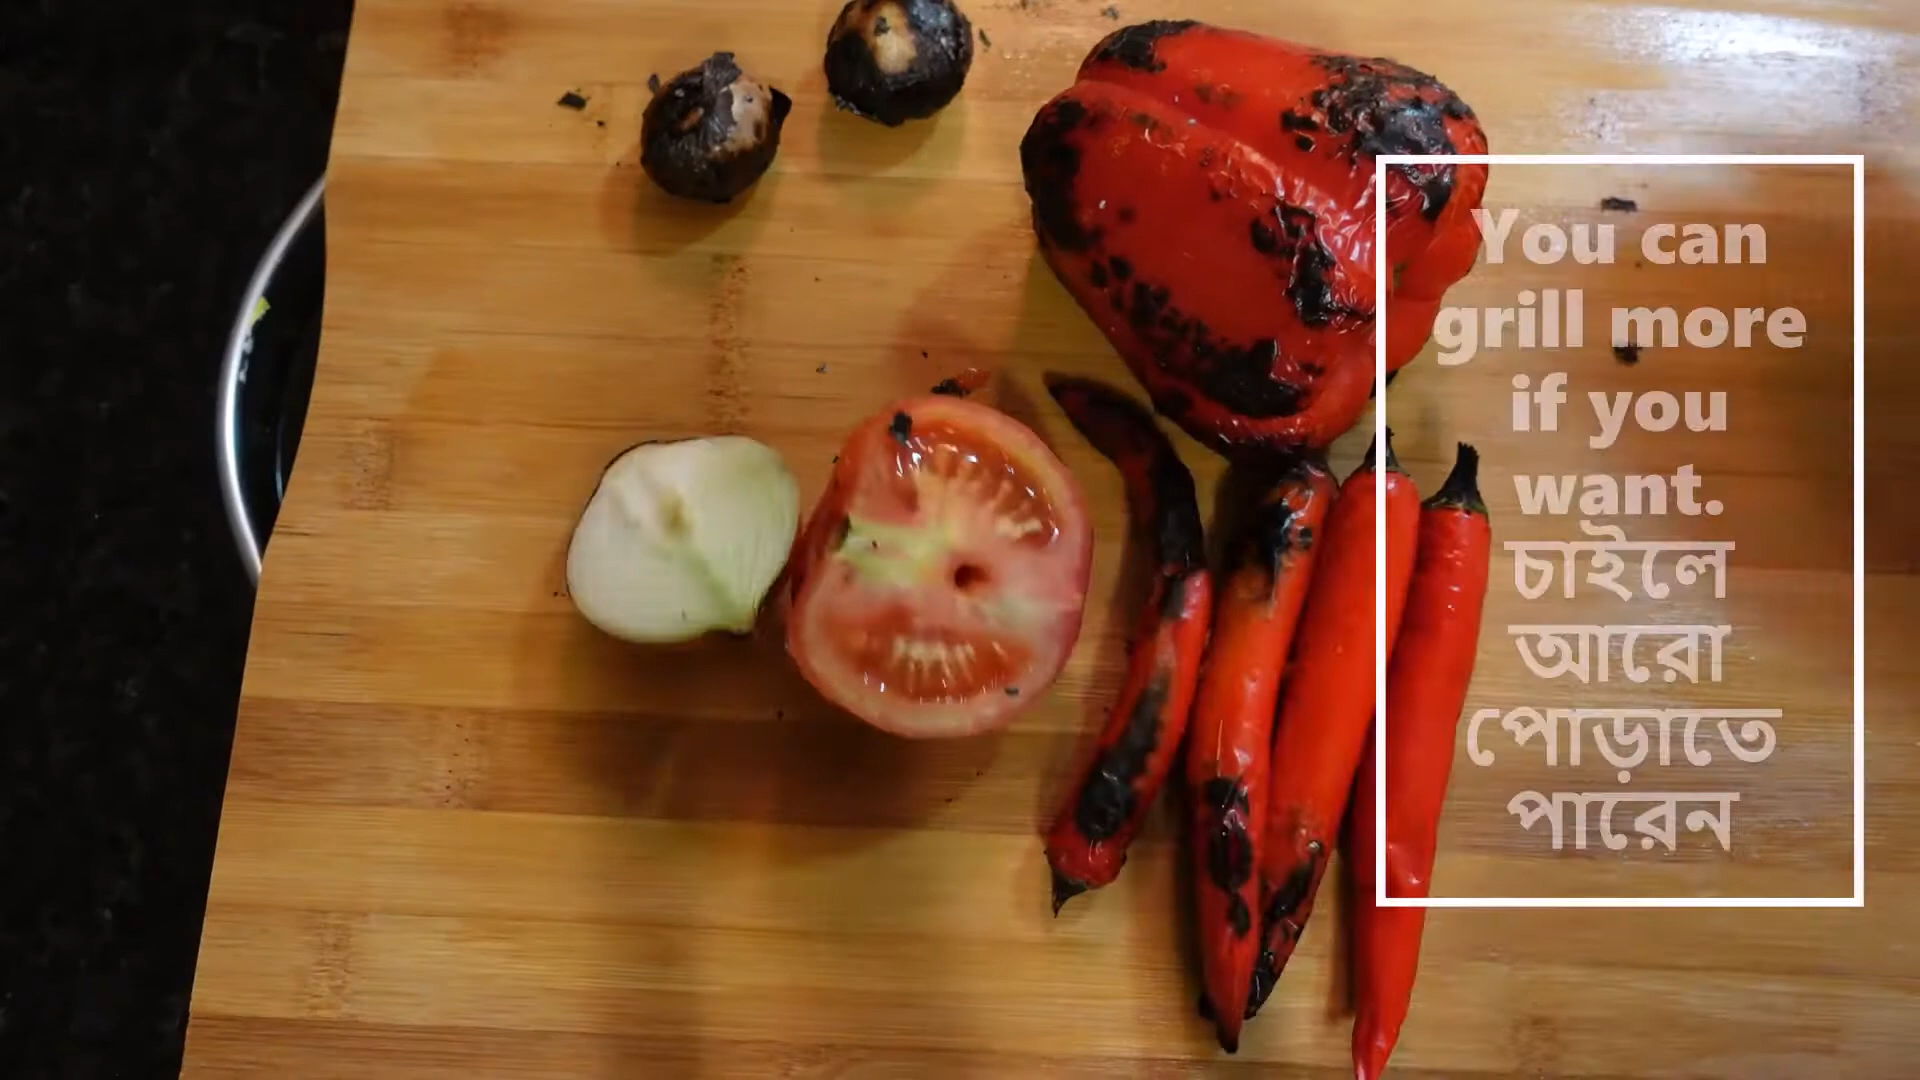 You can
grill more
if you
want.
চাইলে
আরো
পোড়াতে
পারেন